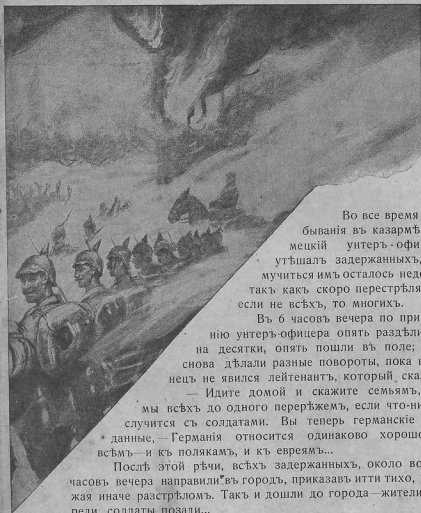 Во все время
быванія въ казармѣ
мецкій унтеръ-офи
утѣшалъ задержанныхъ,
мучиться имъ осталось недо
такъ какъ скоро перестрѣля
если не всѣхъ, то многихъ.
Въ 6 часовъ вечера по при
нію унтеръ-офицера опять раздѣли
на десятки, опять пошли въ поле;
снова дѣлали разные повороты, пока н
нецъ не явился лейтенантъ, который ска
— Идите домой и скажите семьямъ,
мы всѣхъ до одного перерѣжемъ, если что-ни
случится съ солдатами. Вы теперь германскіе
данные, — Германія относится одинаково хорошо
всѣмъ—и къ полякамъ, и къ евреямъ...
Послѣ этой рѣчи, всѣхъ задержанныхъ, около во
часовъ вечера направили въ городъ, приказавъ итти тихо,
жая иначе разстрѣломъ. Такъ и дошли до города—жители
реди, солдаты позади...